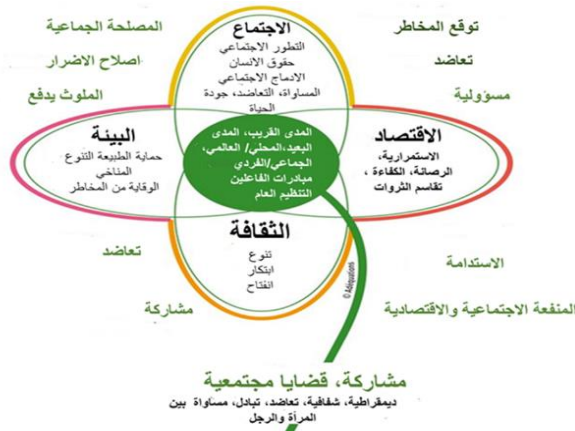 المصلحة الجماعية
اصلاح الاضرار
الملوث يدفع
الاجتماع
التطور الاجتماعي
حقوق الانسان
الادماج الاجتماعي
المساواة، التعاضد، جودة
الحياة
توقع المخاطر
تعاضد
مسؤولية
البيئة
حماية الطبيعة التنوع
المناخي
الوقاية من المخاطر
المدى القريب، المدى
البعيد،المحلي/ العالمي،
الجماعي/الفردي
مبادرات الفاعلين
التنظيم العام
الاقتصاد
الاستمرارية،
الرصانة، الكفاءة ،
تقاسم الثروات
الثقافة
تنوع
ابتكار
انفتاح
تعاضد
مشاركة
الاستدامة
المنفعة الاجتماعية والاقتصادية
© Adéquations
مشاركة، قضايا مجتمعية
ديمقراطية، شفافية، تعاضد، تبادل، مساواة بين
المرأة والرجل